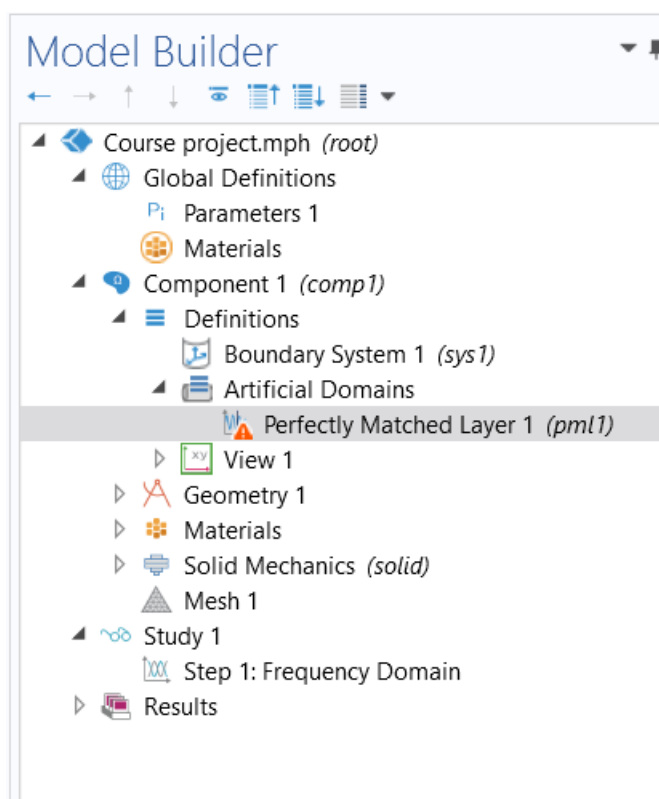 Model Builder
Course project.mph (root)
Global Definitions
Pi Parameters 1
Materials
Component 1 (comp1)
Definitions
Boundary System 1 (sys1)
Artificial Domains
Perfectly Matched Layer 1 (pml1)
xy View 1
Geometry 1
Materials
Solid Mechanics (solid)
Mesh 1
Study 1
Step 1: Frequency Domain
Results